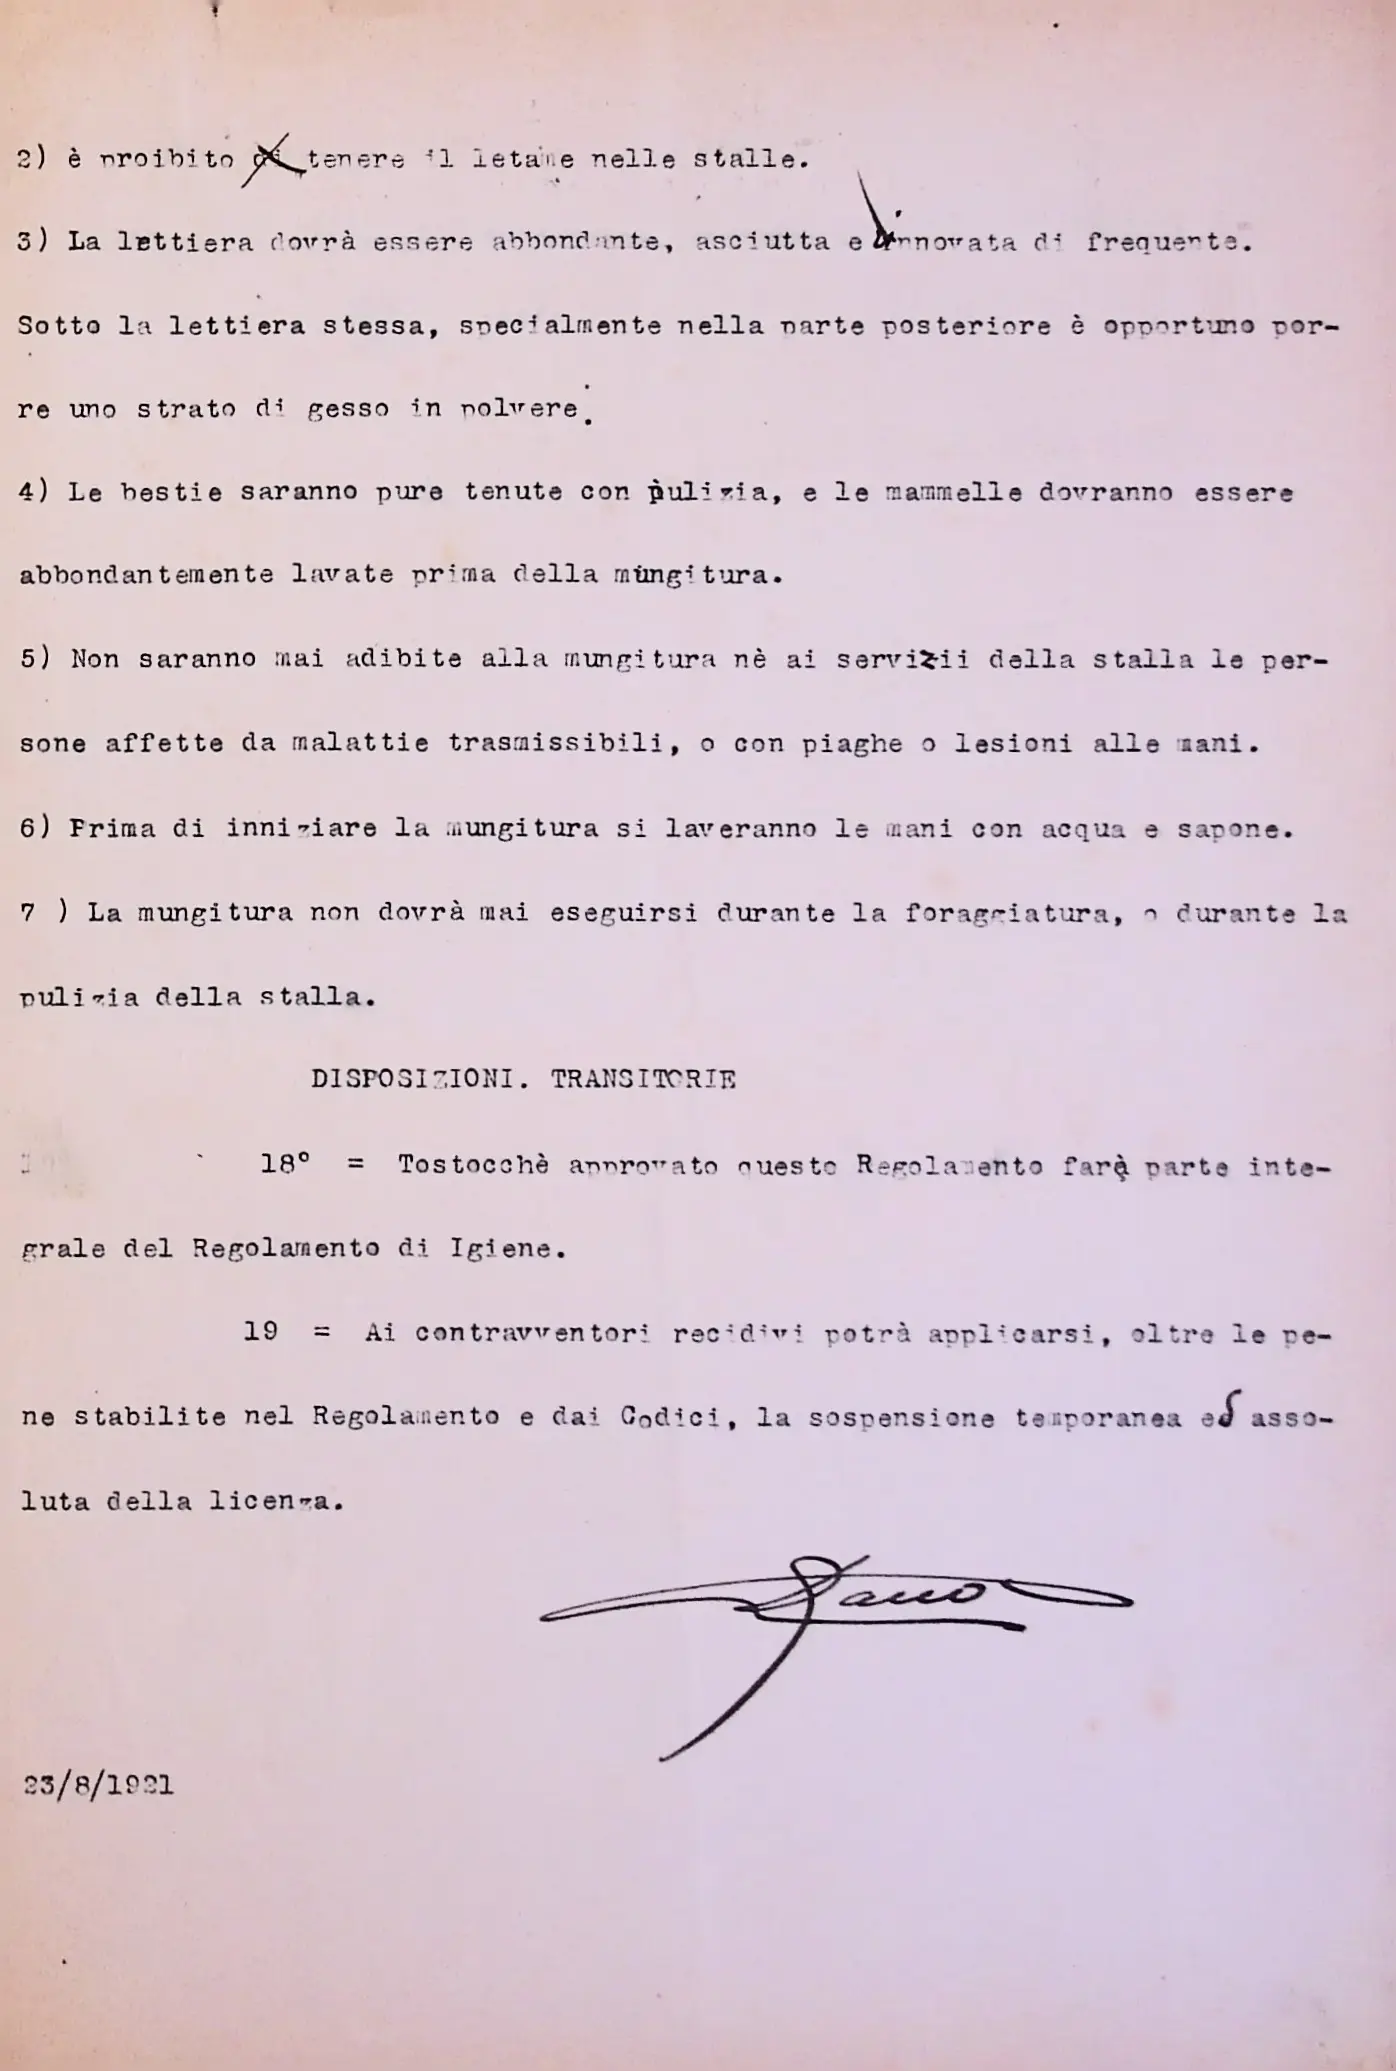 2) è proibito tenere il letame nelle stalle.
3) La lettiera dovrà essere abbondante, asciutta e rinnovata di frequente.
Sotto la lettiera stessa, specialmente nella parte posteriore è opportuno por-
re uno strato di gesso in polvere.
4) Le bestie saranno pure tenute con pulizia, e le mammelle dovranno essere
abbondantemente lavate prima della mungitura.
5) Non saranno mai adibite alla mungitura nè ai servizii della stalla le per-
sone affette da malattie trasmissibili, o con piaghe o lesioni alle mani.
6) Prima di inniziare la mungitura si laveranno le mani con acqua e sapone.
7 ) La mungitura non dovrà mai eseguirsi durante la foraggiatura, o durante la
pulizia della stalla.
DISPOSIZIONI. TRANSITORIE
18° = Tostocchè approvato questo Regolamento farà parte inte-
grale del Regolamento di Igiene.
19 = Ai contravventori recidivi potrà applicarsi, oltre le pe-
ne stabilite nel Regolamento e dai Codici, la sospensione temporanea ed asso-
luta della licenza.
23/8/1921